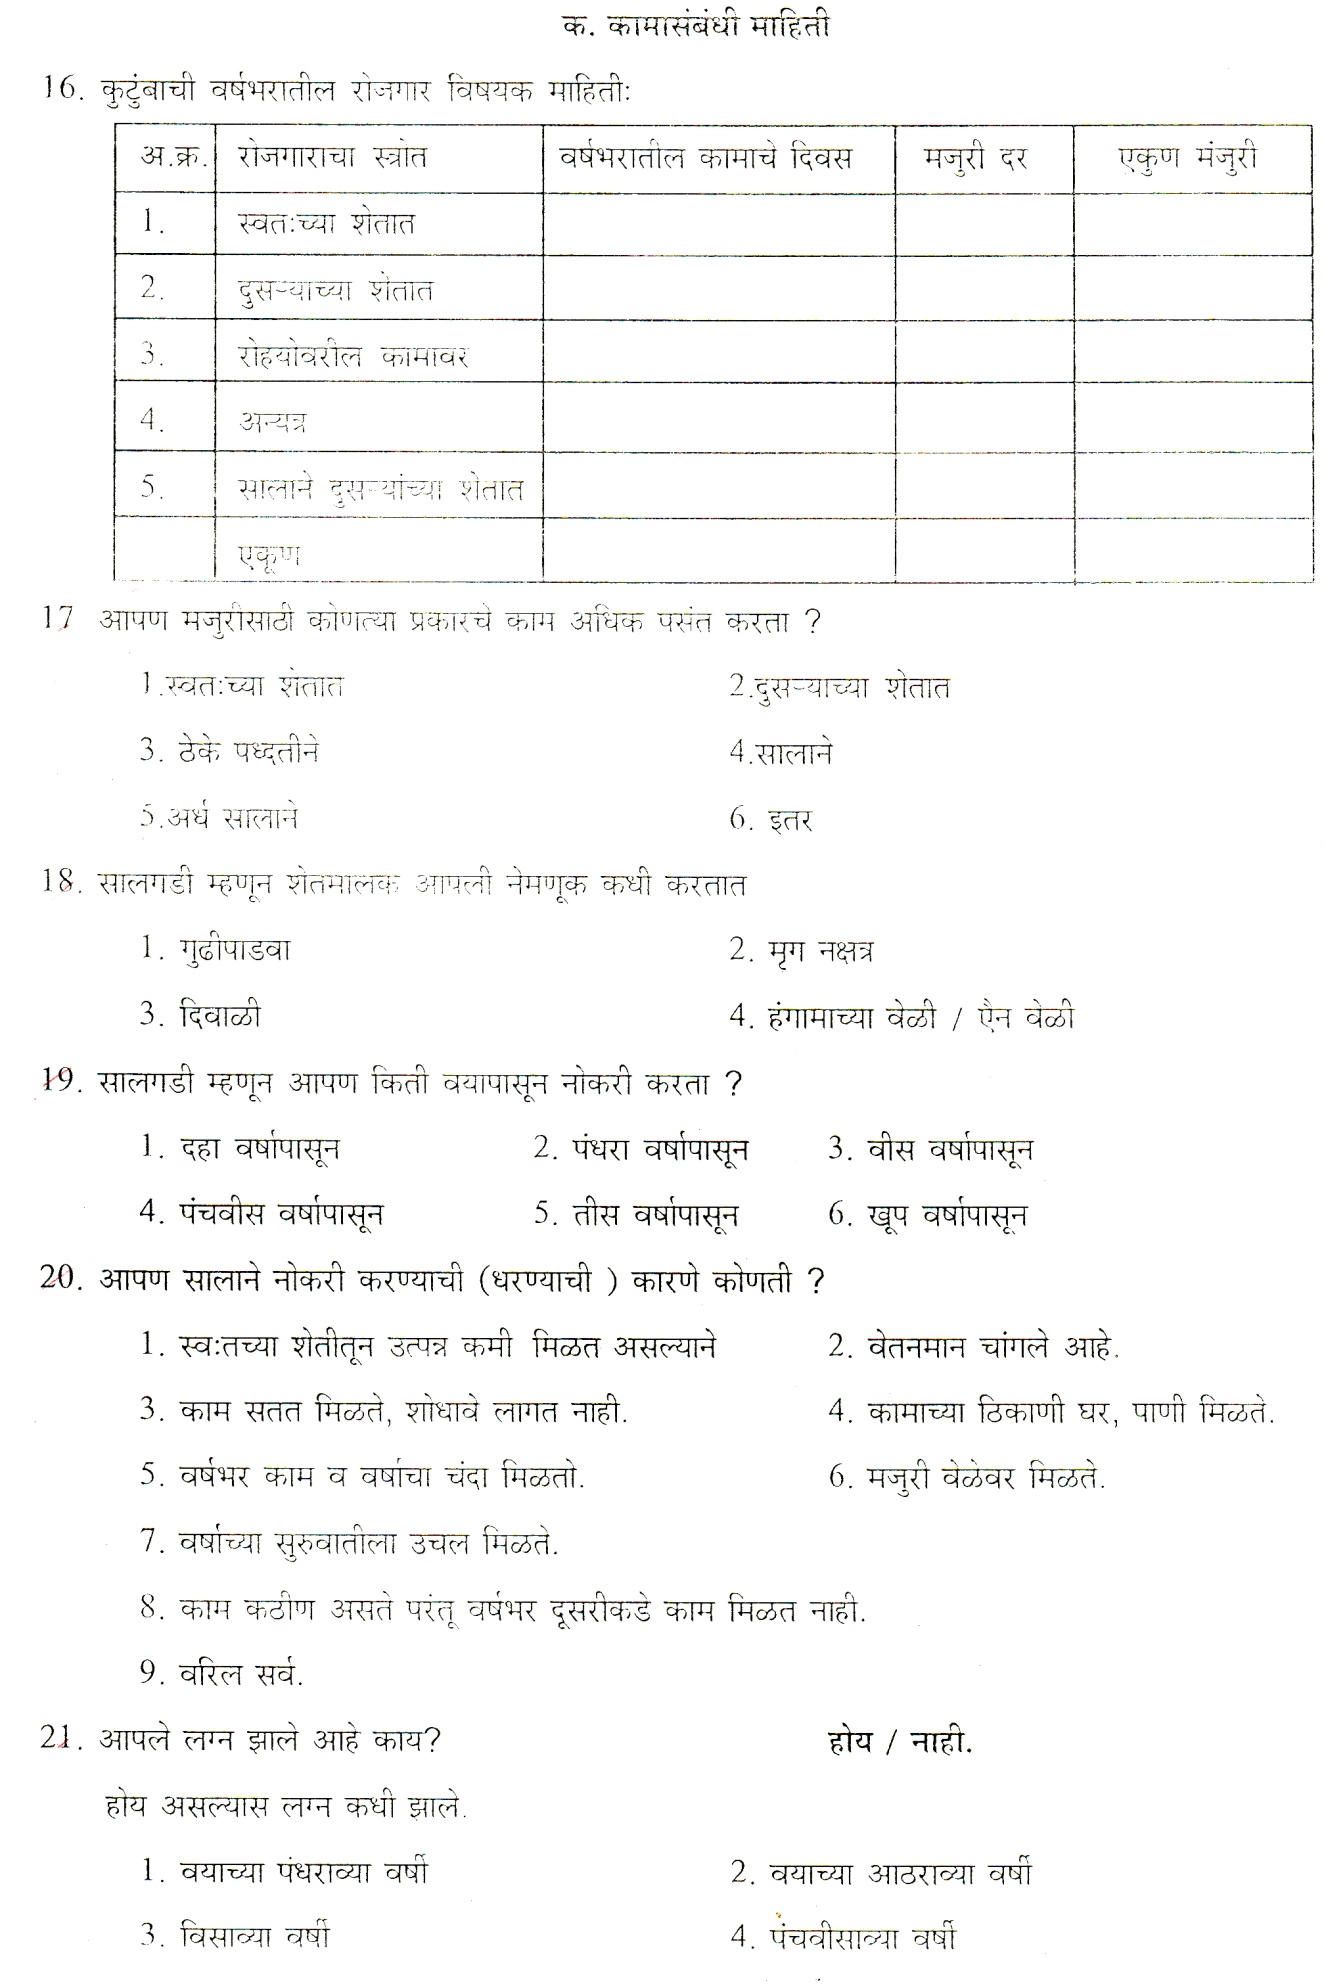 क. कामासंबंधी माहिती
16. कुटुंबाची वर्षभरातील रोजगार विषयक माहिती:
अ.क्र. रोजगाराचा स्त्रोत वर्षभरातील कामाचे दिवस मजुरी दर एकुण मंजुरी
1. स्वतःच्या शेतात
2. दुसऱ्याच्या शेतात
3. रोहयोवरील कामावर
4. अन्यत्र
5. सालाने दुसऱ्यांच्या शेतात
एकूण
17 आपण मजुरीसाठी कोणत्या प्रकारचे काम अधिक पसंत करता ?
1.स्वतःच्या शेतात 2.दुसऱ्याच्या शेतात
3. ठेके पध्दतीने 4.सालाने
5.अर्ध सालाने 6. इतर
18. सालगडी म्हणून शेतमालक आपली नेमणूक कधी करतात
1. गुढीपाडवा 2. मृग नक्षत्र
3. दिवाळी 4. हंगामाच्या वेळी / ऐन वेळी
19. सालगडी म्हणून आपण किती वयापासून नोकरी करता ?
1. दहा वर्षापासून 2. पंधरा वर्षापासून 3. वीस वर्षापासून
4. पंचवीस वर्षापासून 5. तीस वर्षापासून 6. खूप वर्षापासून
20. आपण सालाने नोकरी करण्याची (धरण्याची ) कारणे कोणती ?
1. स्वःतच्या शेतीतून उत्पन्न कमी मिळत असल्याने 2. वेतनमान चांगले आहे.
3. काम सतत मिळते, शोधावे लागत नाही. 4. कामाच्या ठिकाणी घर, पाणी मिळते.
5. वर्षभर काम व वर्षाचा चंदा मिळतो. 6. मजुरी वेळेवर मिळते.
7. वर्षाच्या सुरुवातीला उचल मिळते.
8. काम कठीण असते परंतू वर्षभर दूसरीकडे काम मिळत नाही.
9. वरिल सर्व.
21. आपले लग्न झाले आहे काय? होय / नाही.
होय असल्यास लग्न कधी झाले.
1. वयाच्या पंधराव्या वर्षी 2. वयाच्या आठराव्या वर्षी
3. विसाव्या वर्षी 4. पंचवीसाव्या वर्षी